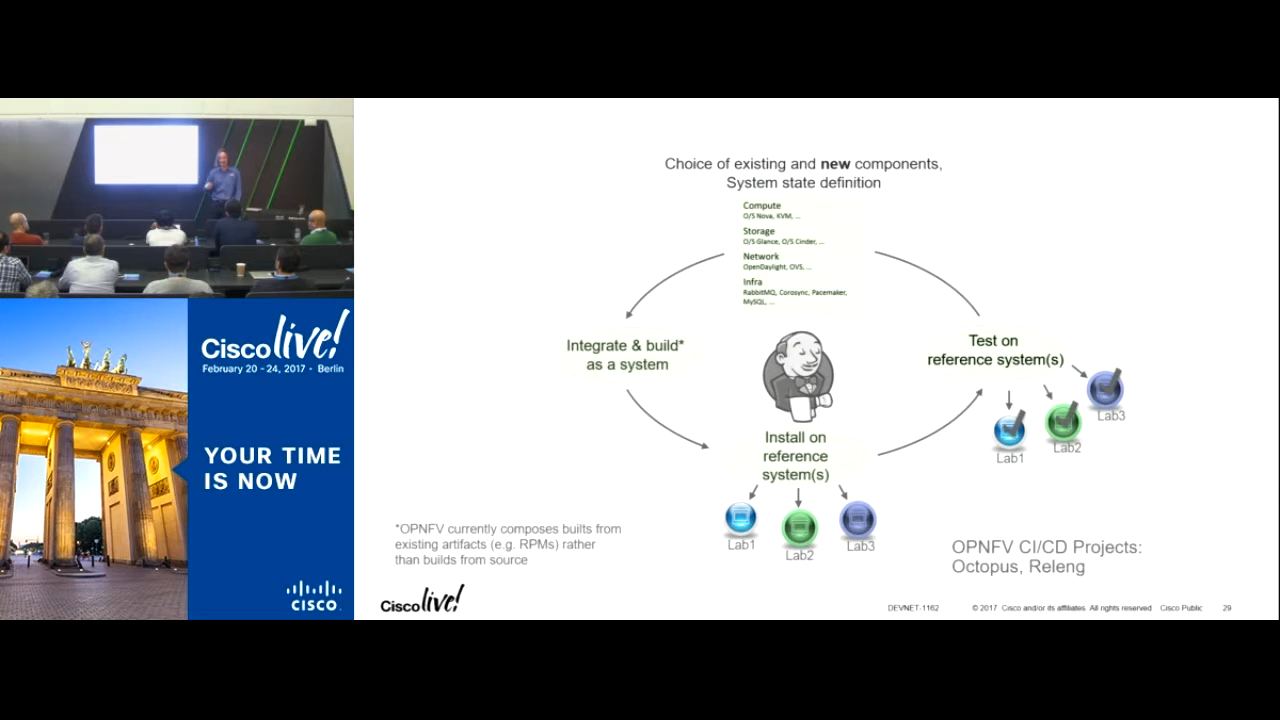 Cisco live!
February 20 - 24, 2017 · Berlin
YOUR TIME
IS NOW
CISCO
Choice of existing and new components,
System state definition
Compute
O/S Nova, KVM, ...
Storage
O/S Glance, O/S Cinder, ...
Network
OpenDaylight, OVS, ...
Infra
RabbitMQ, Corosync, Pacemaker,
MySQL, ...
Integrate & build*
as a system
Test on
reference system(s)
Lab1
Lab2
Lab3
Install on
reference
system(s)
Lab1
Lab2
Lab3
*OPNFV currently composes builts from
existing artifacts (e.g. RPMs) rather
than builds from source
OPNFV CI/CD Projects:
Octopus, Releng
Cisco live!
DEVNET-1162
© 2017 Cisco and/or its affiliates. All rights reserved Cisco Public
29